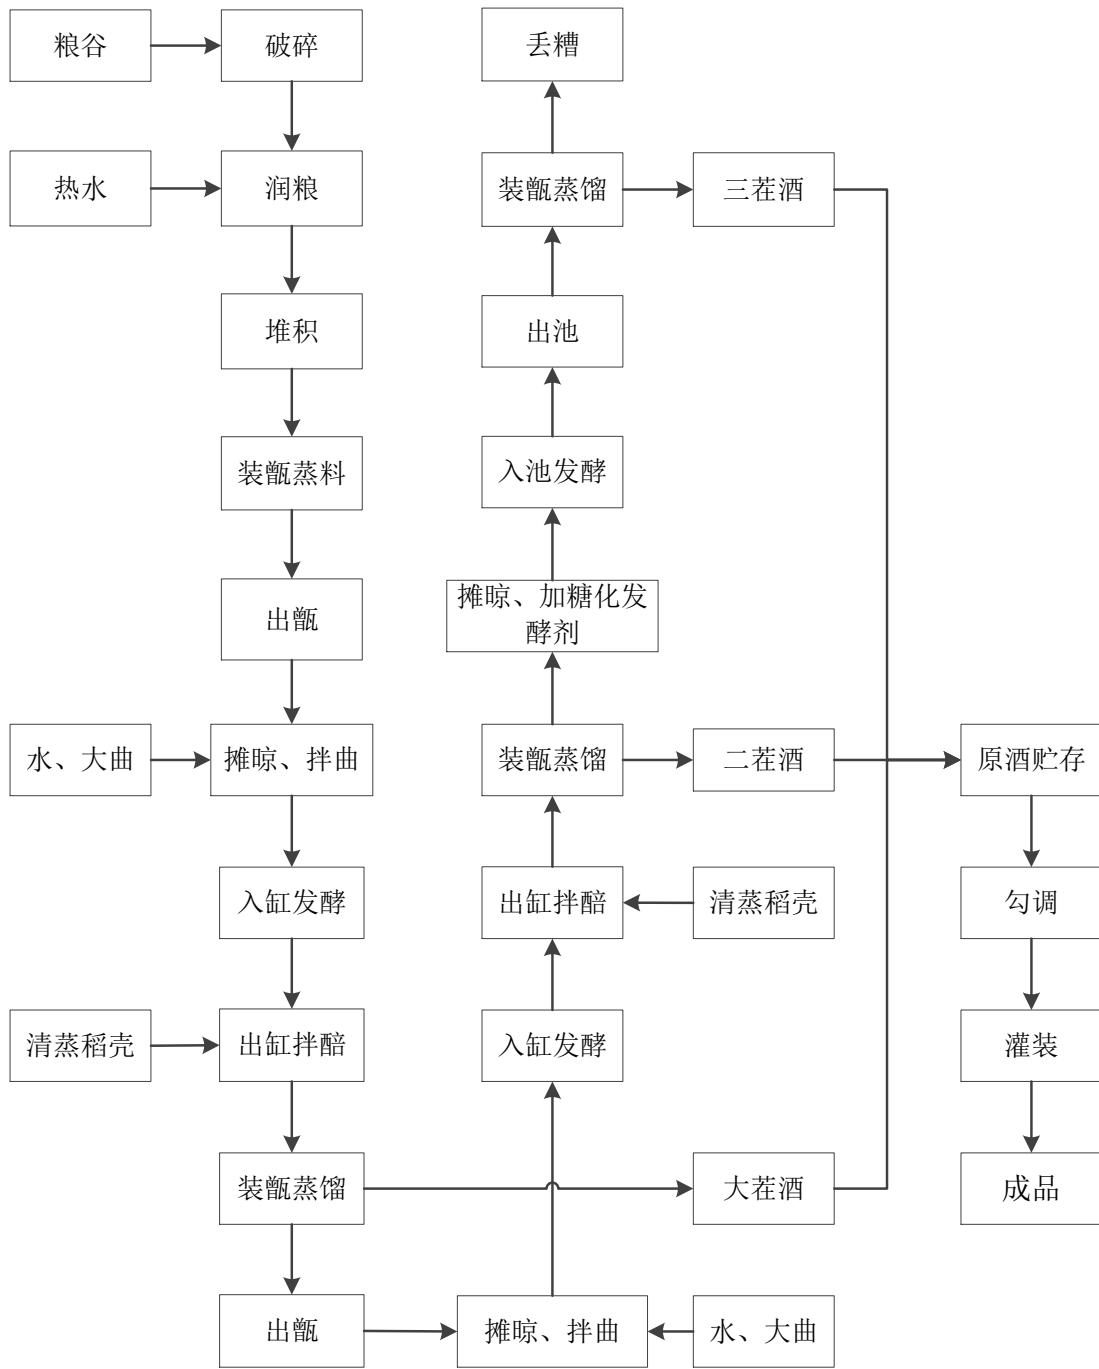 粮谷
破碎
丢糟
热水
润粮
装甑蒸馏
三茬酒
堆积
出池
装甑蒸料
入池发酵
出甑
摊晾、加糖化发
酵剂
水、大曲
摊晾、拌曲
装甑蒸馏
二茬酒
原酒贮存
入缸发酵
出缸拌醅
清蒸稻壳
勾调
清蒸稻壳
出缸拌醅
入缸发酵
灌装
装甑蒸馏
大茬酒
成品
出甑
摊晾、拌曲
水、大曲